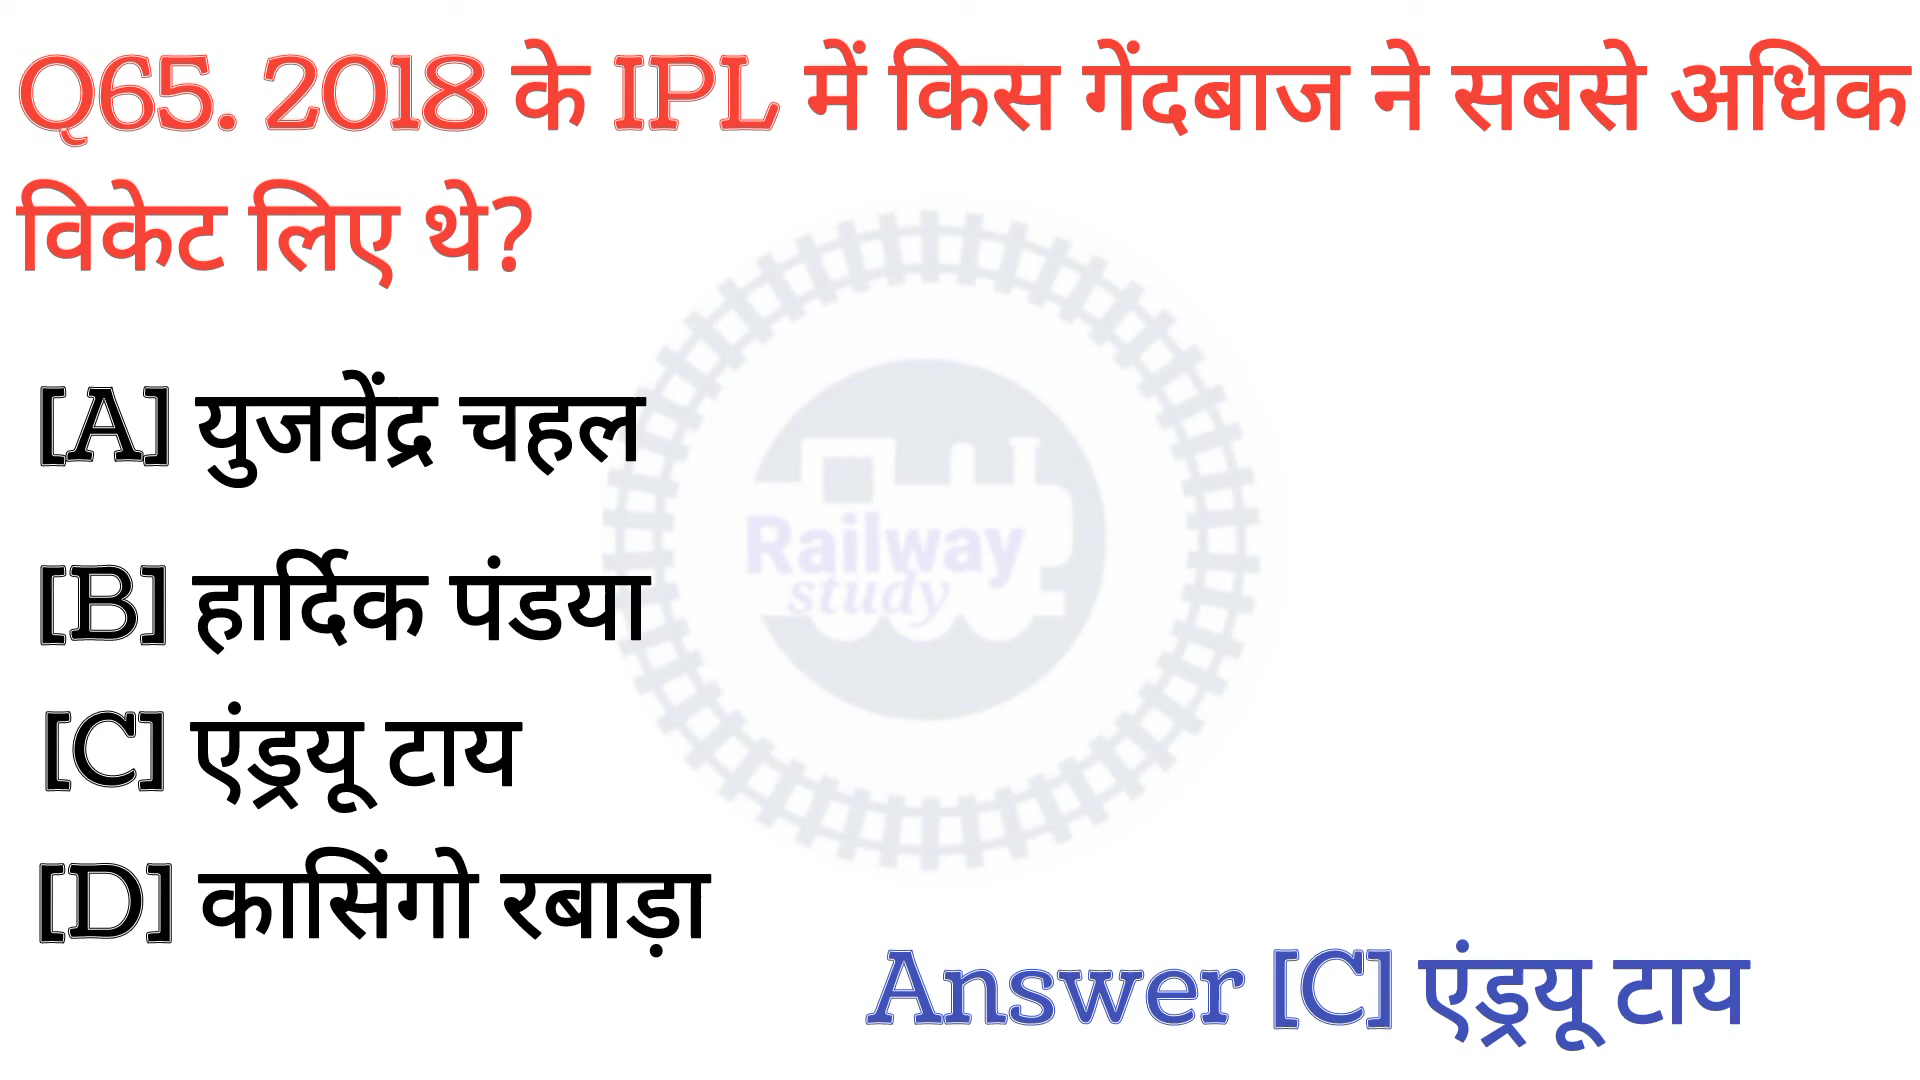 Q65. 2018 के IPL में किस गेंदबाज ने सबसे अधिक
विकेट लिए थे?
[A] युजवेंद्र चहल
[B] हार्दिक पंडया
[C] एंड्रयू टाय
[D] कासिंगो रबाड़ा
Railway
study
Answer [C] एंड्रयू टाय